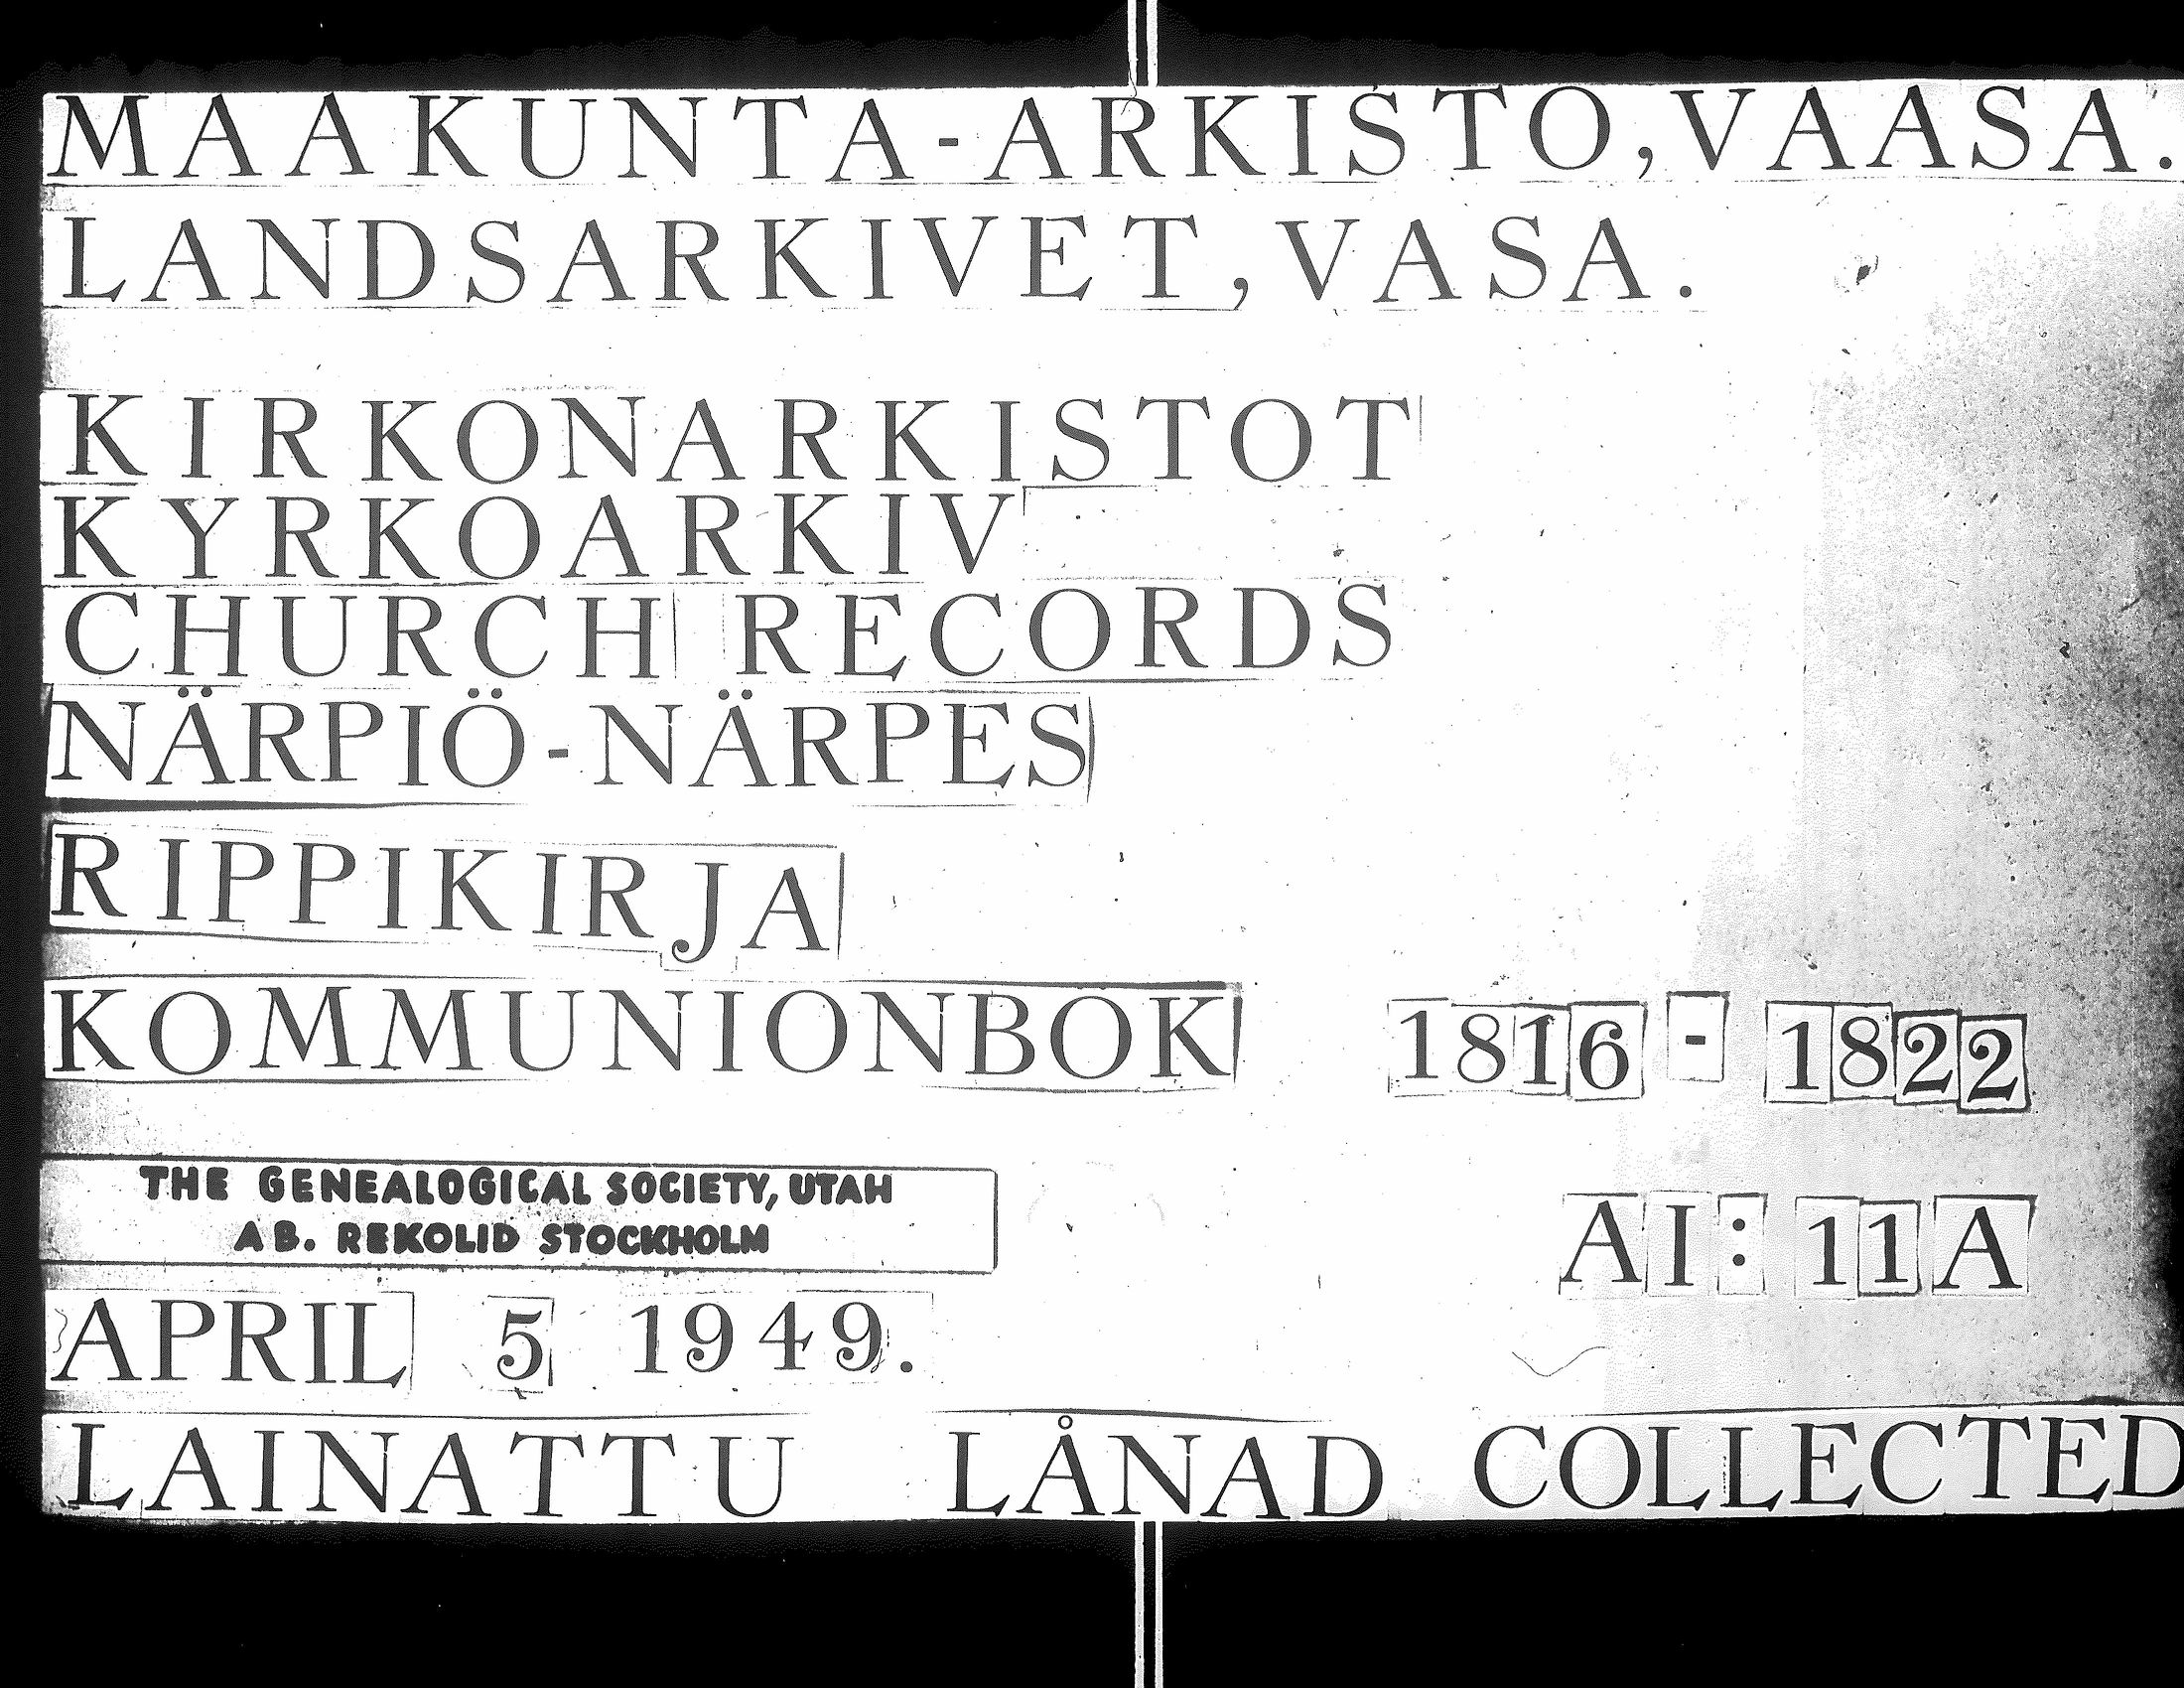 MAAKUNTA-ARKISTO, VAASA.
LANDSARKIVET, VASA.
KIRKONARKISTOT
KYRKOARKIV
CHURCH RECORDS
NÄRPIÖ-NÄRPES
RIPPIKIRJA
KOMMUNIONBOK 1816 - 1822
THE GENEALOGICAL SOCIETY, UTAH
AB. REKOLID STOCKHOLM
AI: 11A
APRIL 5 1949.
LAINATTU LÅNAD COLLECTED